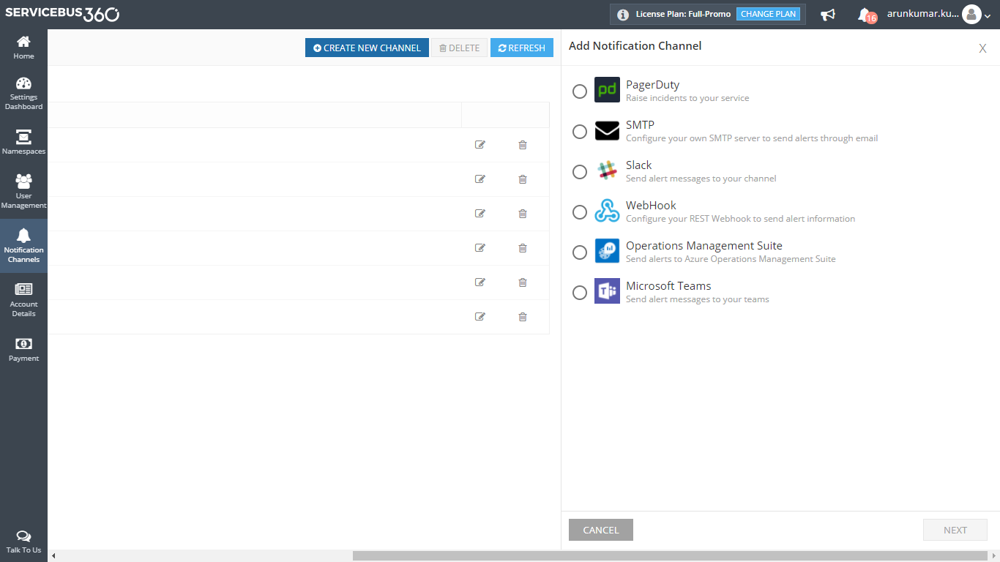 SERVICEBUS360
License Plan: Full-Promo CHANGE PLAN
16
arunkumar.ku...
Home
Settings
Dashboard
Namespaces
User
Management
Notification
Channels
Account
Details
Payment
Talk To Us
CREATE NEW CHANNEL
DELETE
REFRESH
Add Notification Channel
X
pd
PagerDuty
Raise incidents to your service
SMTP
Configure your own SMTP server to send alerts through email
Slack
Send alert messages to your channel
WebHook
Configure your REST Webhook to send alert information
Operations Management Suite
Send alerts to Azure Operations Management Suite
Microsoft Teams
Send alert messages to your teams
CANCEL
NEXT